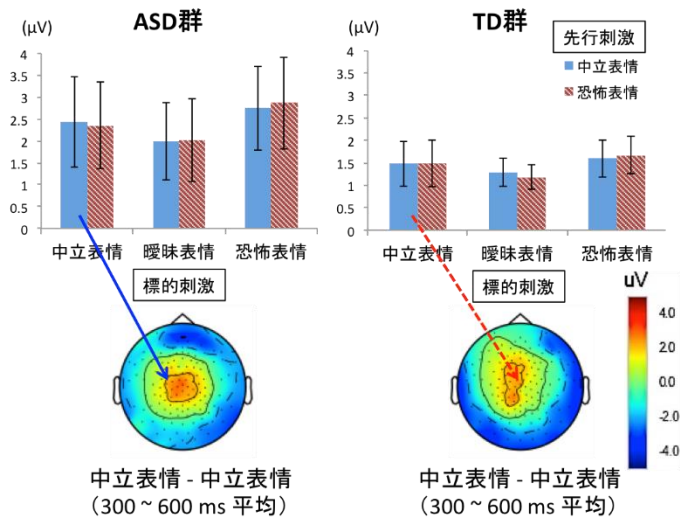 (μV)
ASD群
4
3.5
3
2.5
2
1.5
1
0.5
0
中立表情
曖昧表情
恐怖表情
標的刺激
中立表情 - 中立表情
（300 ~ 600 ms 平均）
(μV)
TD群
先行刺激
中立表情
恐怖表情
4
3.5
3
2.5
2
1.5
1
0.5
0
中立表情
曖昧表情
恐怖表情
標的刺激
uV
4.0
2.0
0.0
-2.0
-4.0
中立表情 - 中立表情
（300 ~ 600 ms 平均）